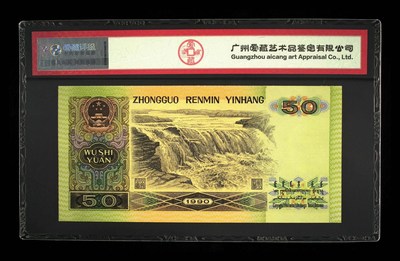 广州爱藏艺术品鉴定有限公司
Guangzhou aicang art Appraisal Co., Ltd.
ZHONGGUO RENMIN YINHANG
50
WU SHI
YUAN
50
1990